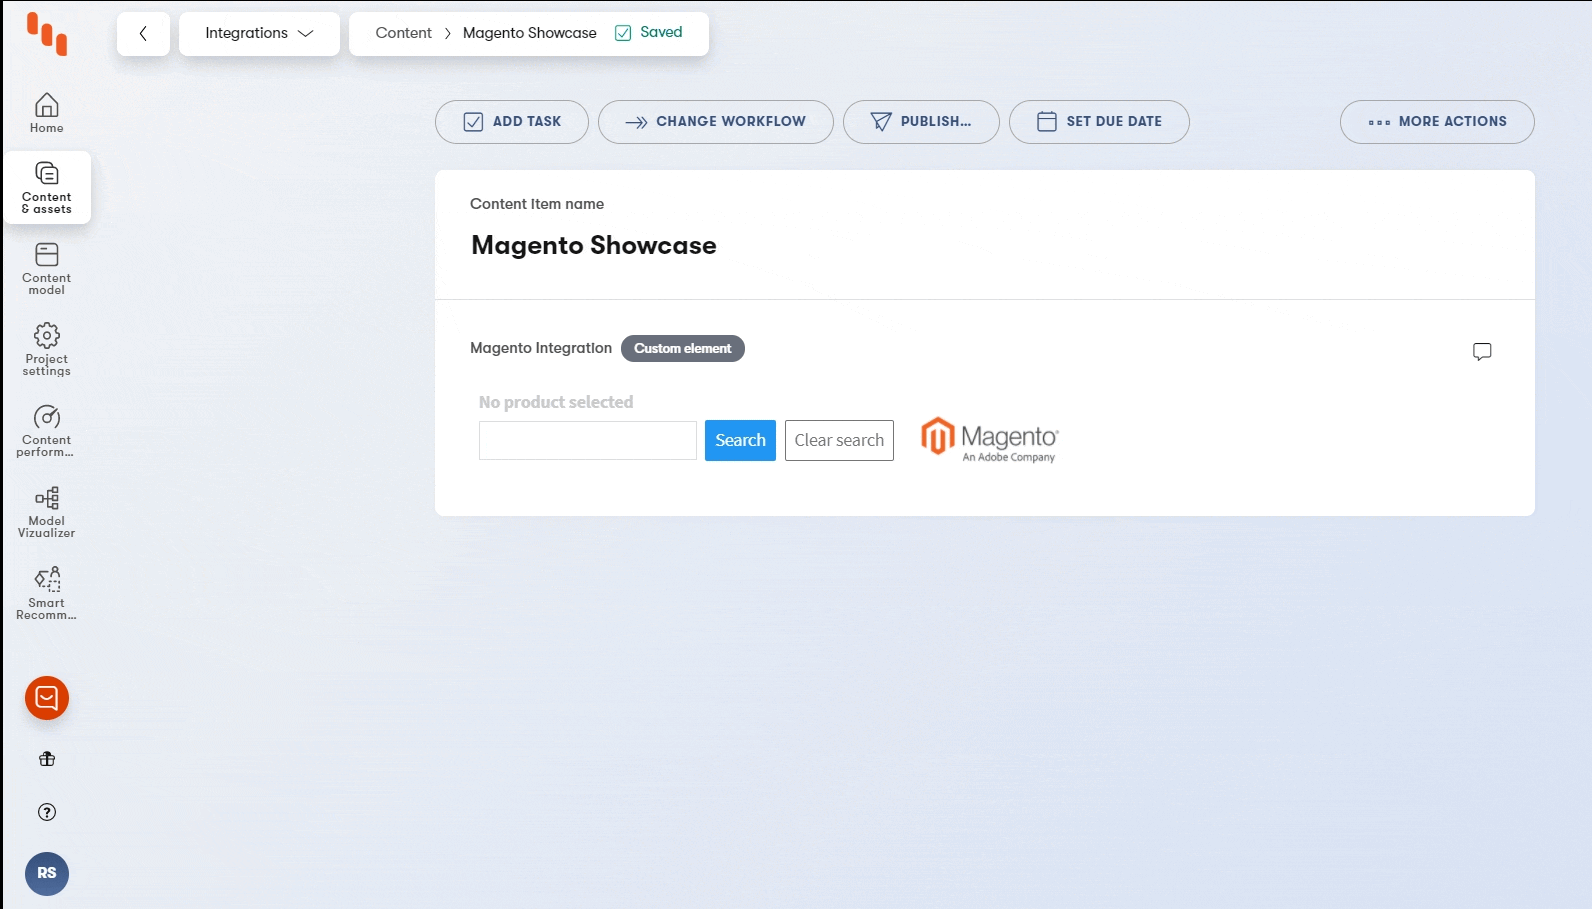 Integrations
Content > Magento Showcase Saved
Home
Content
& assets
Content
model
Project
settings
Content
perform...
Model
Vizualizer
Smart
Recomm...
?
RS
ADD TASK
CHANGE WORKFLOW
PUBLISH...
SET DUE DATE
MORE ACTIONS
Content item name
Magento Showcase
Magento Integration Custom element
No product selected
Search
Clear search
Magento
An Adobe Company